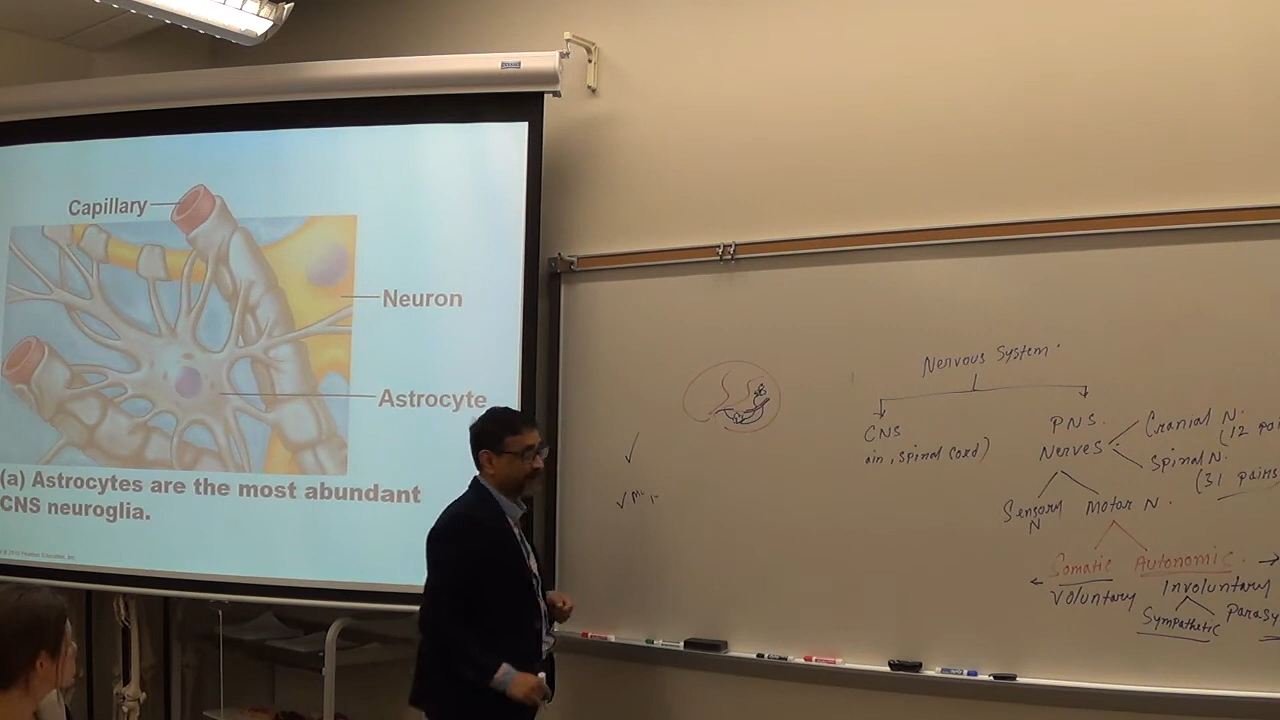 Capillary
Neuron
Astrocyte
(a) Astrocytes are the most abundant
CNS neuroglia.
Nervous System.
CNS
ain, Spinal Cord)
PNS.
Nerves
Cranial N.
(12 pai
Spinal N.
(31 pairs
Sensory
N
Motor N.
Somatic
Autonomic.
Voluntary
Involuntary
Sympathetic
Parasy